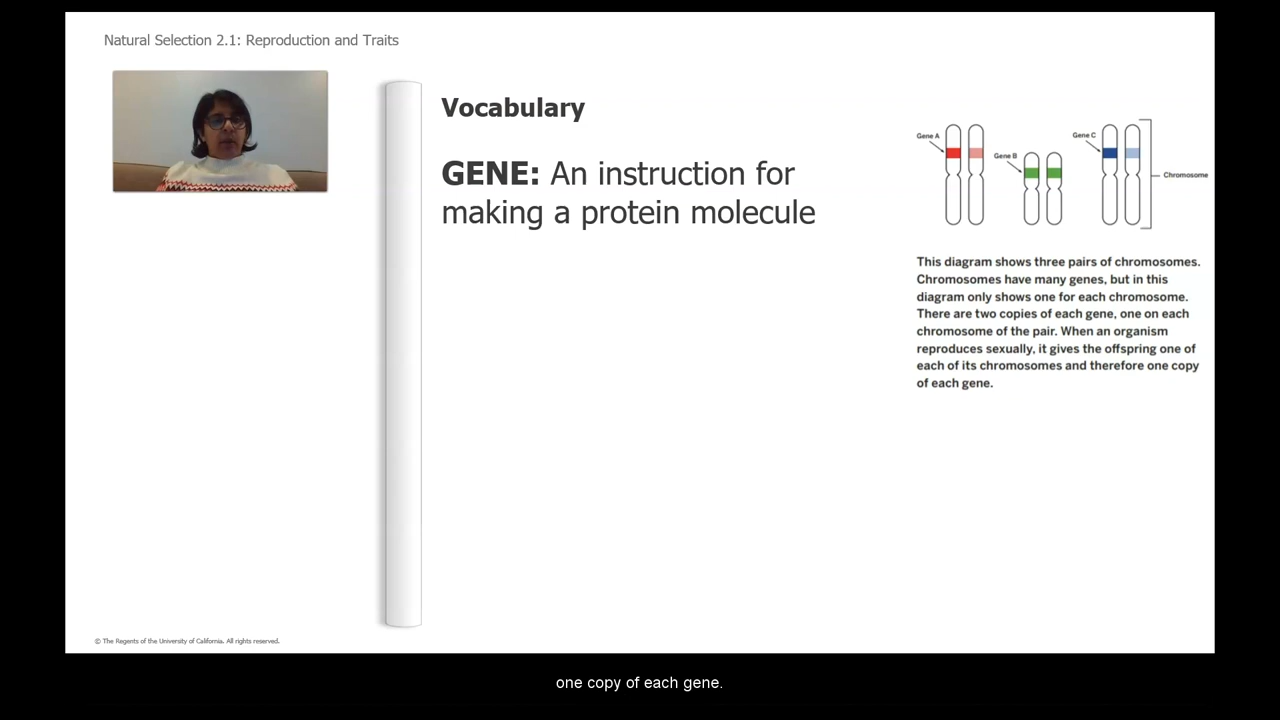 Natural Selection 2.1: Reproduction and Traits
Vocabulary
GENE: An instruction for
making a protein molecule
Gene A
Gene B
Gene C
Chromosome
This diagram shows three pairs of chromosomes.
Chromosomes have many genes, but in this
diagram only shows one for each chromosome.
There are two copies of each gene, one on each
chromosome of the pair. When an organism
reproduces sexually, it gives the offspring one of
each of its chromosomes and therefore one copy
of each gene.
© The Regents of the University of California. All rights reserved.
one copy of each gene.